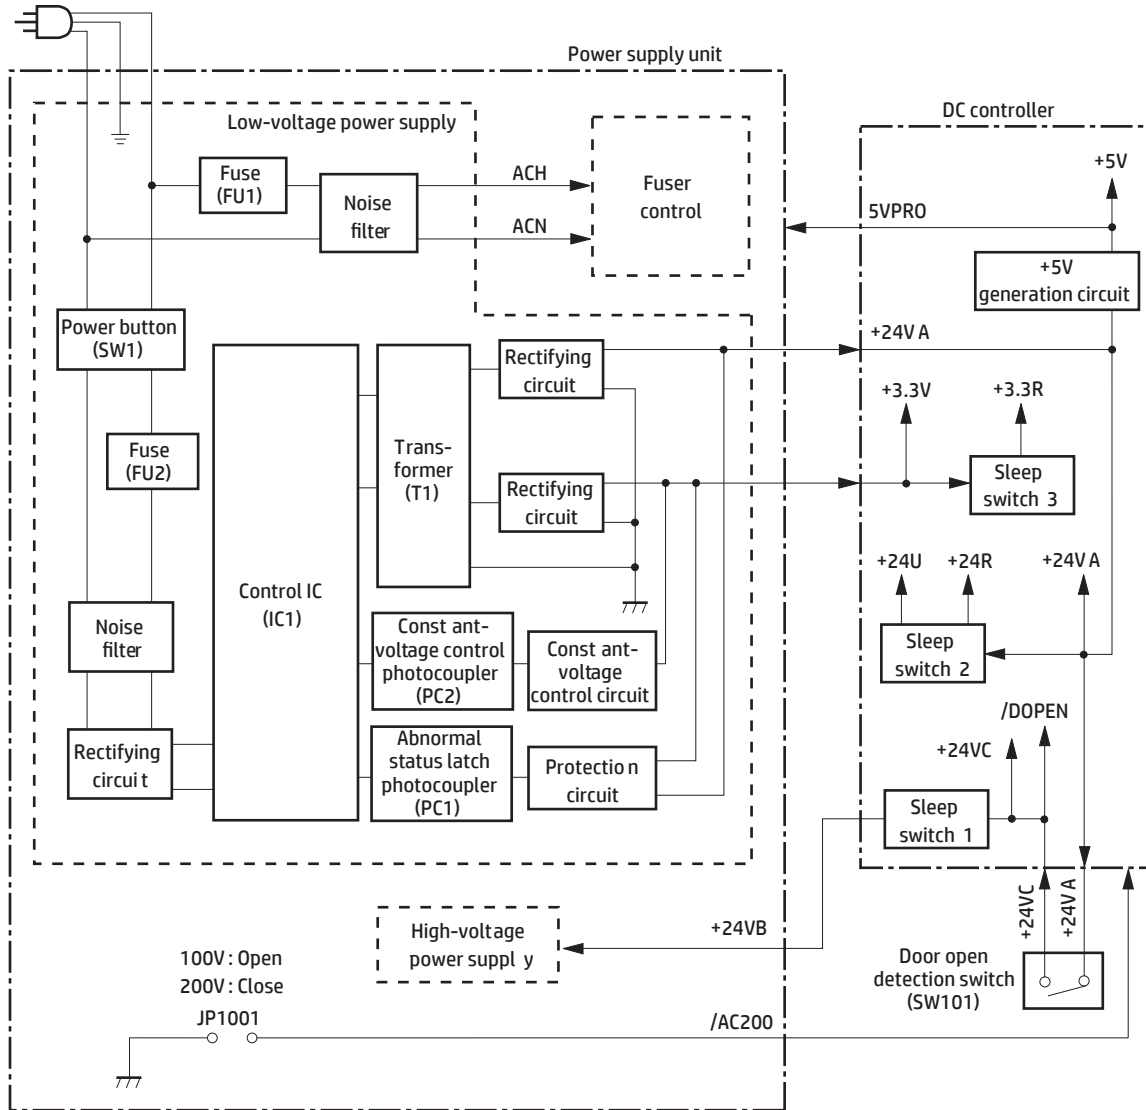 Power supply unit
DC controller
Low-voltage power supply
Fuse
(FU1)
Noise
filter
ACH
ACN
Fuser
control
+5V
5VPRO
+5V
generation circuit
+24V A
Power button
(SW1)
Fuse
(FU2)
Noise
filter
Rectifying
circui t
Control IC
(IC1)
Trans-
former
(T1)
Rectifying
circuit
Rectifying
circuit
Const ant-
voltage control
photocoupler
(PC2)
Const ant-
voltage
control circuit
Abnormal
status latch
photocoupler
(PC1)
Protectio n
circuit
+3.3V
+3.3R
Sleep
switch 3
+24U
+24R
+24V A
Sleep
switch 2
/DOPEN
+24VC
Sleep
switch 1
+24VC
+24V A
High-voltage
power suppl y
+24VB
Door open
detection switch
(SW101)
100V : Open
200V : Close
JP1001
/AC200